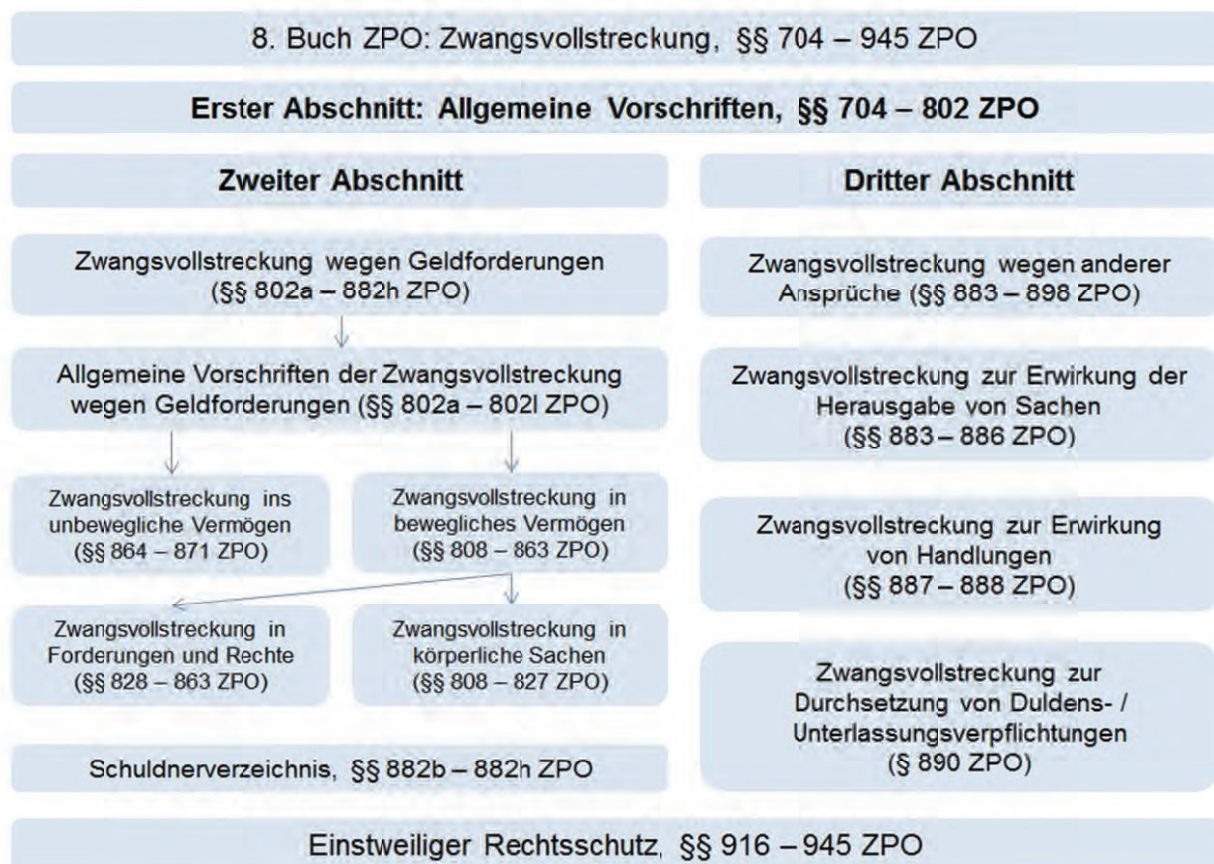 8. Buch ZPO: Zwangsvollstreckung, §§ 704 – 945 ZPO
Erster Abschnitt: Allgemeine Vorschriften, §§ 704 – 802 ZPO
Zweiter Abschnitt
Zwangsvollstreckung wegen Geldforderungen
(§§ 802a – 882h ZPO)
Allgemeine Vorschriften der Zwangsvollstreckung
wegen Geldforderungen (§§ 802a – 802l ZPO)
Zwangsvollstreckung ins
unbewegliche Vermögen
(§§ 864 – 871 ZPO)
Zwangsvollstreckung in
bewegliches Vermögen
(§§ 808 – 863 ZPO)
Zwangsvollstreckung in
Forderungen und Rechte
(§§ 828 – 863 ZPO)
Zwangsvollstreckung in
körperliche Sachen
(§§ 808 – 827 ZPO)
Schuldnerverzeichnis, §§ 882b – 882h ZPO
Dritter Abschnitt
Zwangsvollstreckung wegen anderer
Ansprüche (§§ 883 – 898 ZPO)
Zwangsvollstreckung zur Erwirkung der
Herausgabe von Sachen
(§§ 883 – 886 ZPO)
Zwangsvollstreckung zur Erwirkung
von Handlungen
(§§ 887 – 888 ZPO)
Zwangsvollstreckung zur
Durchsetzung von Duldens- /
Unterlassungsverpflichtungen
(§ 890 ZPO)
Einstweiliger Rechtsschutz, §§ 916 – 945 ZPO